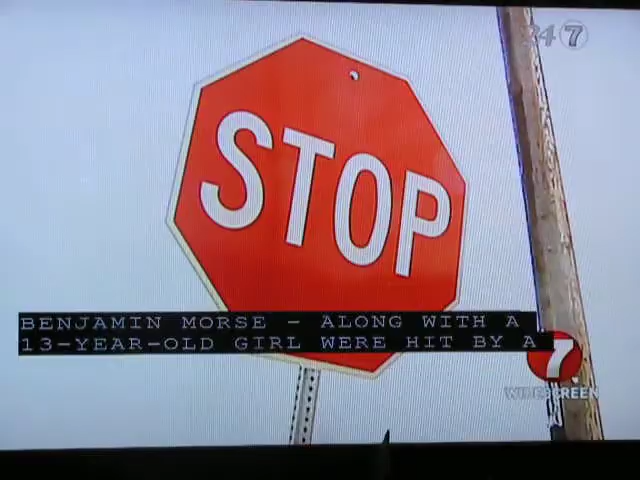 24 7
STOP
BENJAMIN MORSE - ALONG WITH A
13-YEAR-OLD GIRL WERE HIT BY A
7
WIDESCREEN